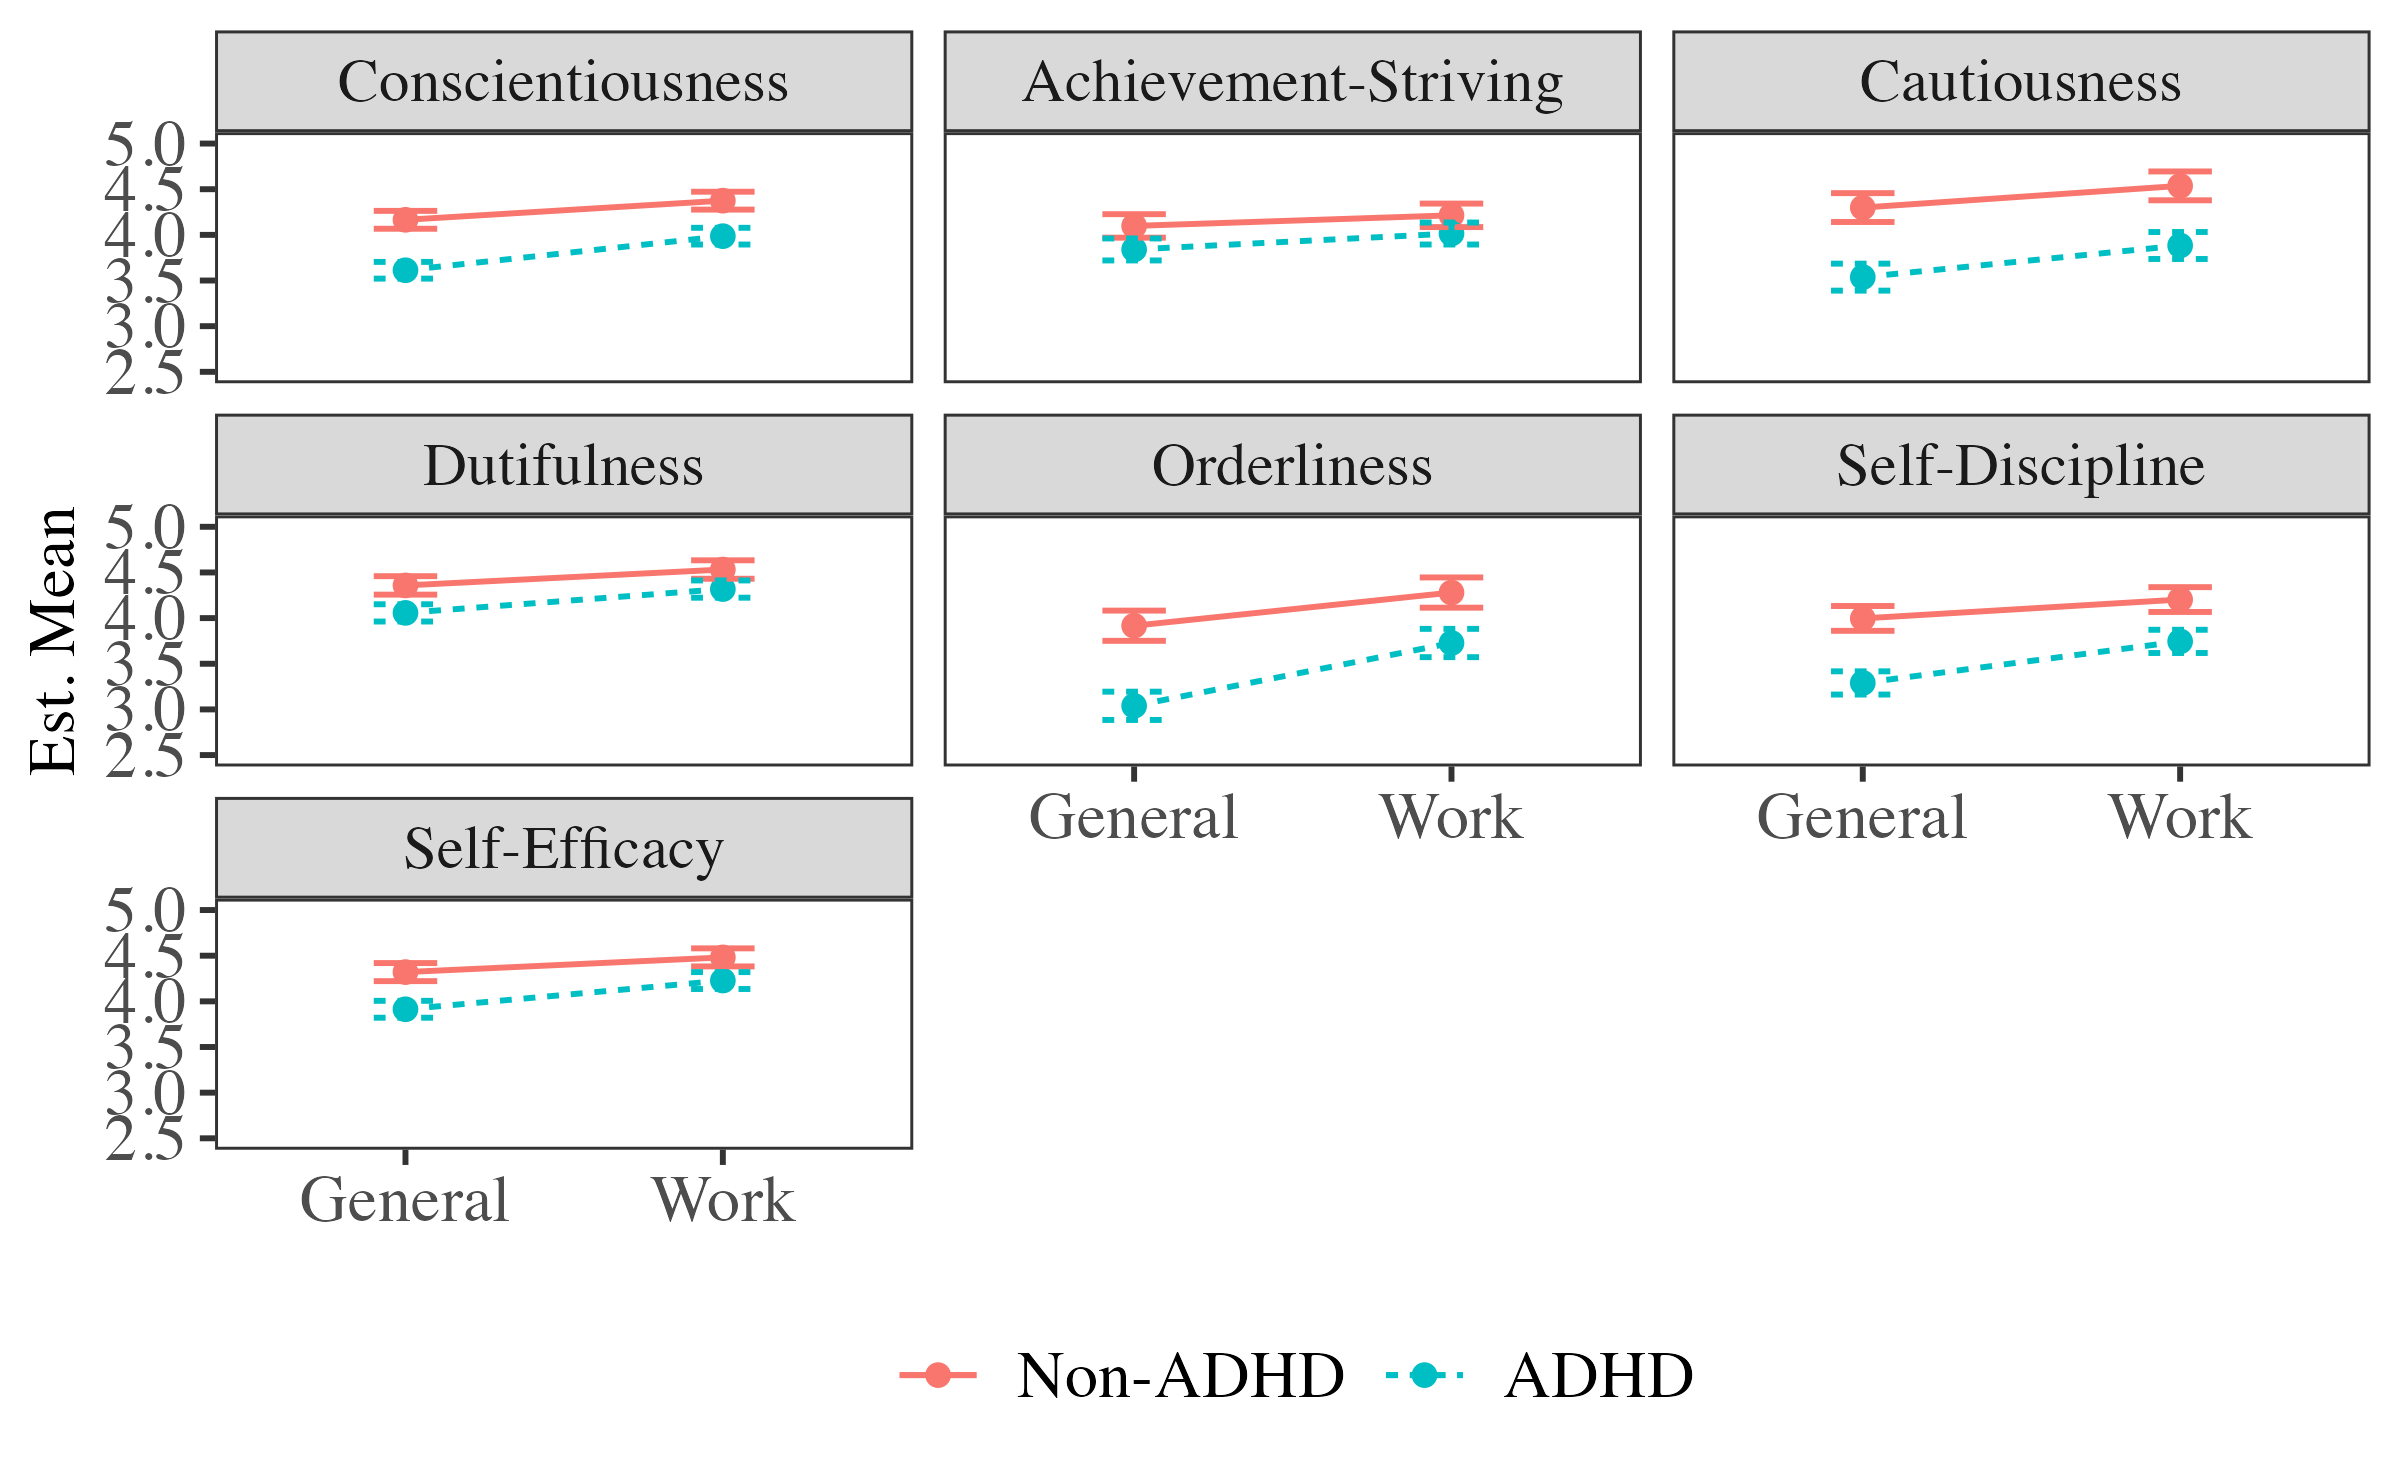 Conscientiousness
Achievement-Striving
Cautiousness
5.0
4.5
4.0
3.5
3.0
2.5
Dutifulness
Orderliness
Self-Discipline
Est. Mean
5.0
4.5
4.0
3.5
3.0
2.5
General
Work
General
Work
Self-Efficacy
5.0
4.5
4.0
3.5
3.0
2.5
General
Work
Non-ADHD
ADHD